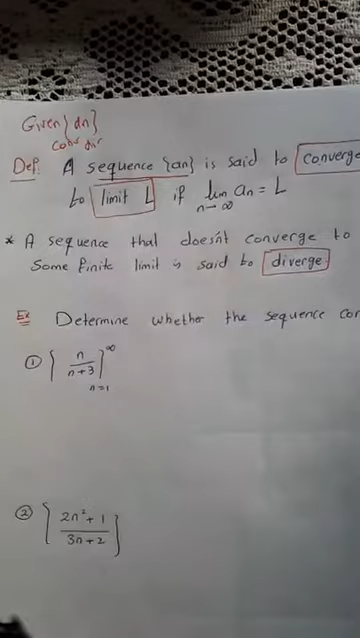 Given {an}
conv div
Def: A sequence {an} is said to converge
to limit L if lim an = L
n→∞
* A sequence that doesn't converge to
some finite limit is said to diverge
Ex Determine whether the sequence con
① { n/n+3 }∞ n=1
② { 2n²+1/3n+2 }